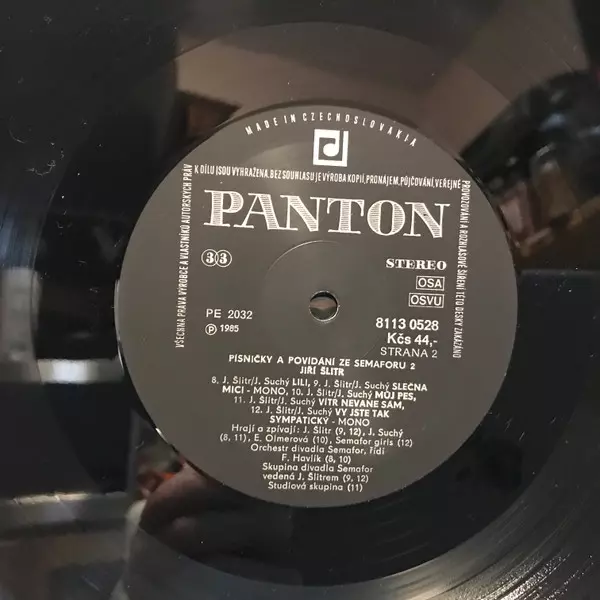 MADE IN CZECHOSLOVAKIA
VŠECHNA PRÁVA VÝROBCE A VLASTNÍKŮ AUTORSKÝCH PRÁV K DÍLU JSOU VYHRAŽENA. BEZ SOUHLASU JE VÝROBA KOPIÍ, PRONÁJEM, PŮJČOVÁNÍ, VEŘEJNÉ PROVOZOVÁNÍ A ROZHLASOVÉ ŠÍŘENÍ TÉTO DESKY ZAKÁZÁNO
PANTON
33
STEREO
OSA
OSVU
PE 2032
Ⓟ 1985
8113 0528
Kčs 44,-
STRANA 2
PÍSNIČKY A POVÍDÁNÍ ZE SEMAFORU 2
JIŘÍ ŠLITR
8. J. Šlitr/J. Suchý LILI, 9. J. Šlitr/J. Suchý SLEČNA
MICI - MONO, 10. J. Šlitr/J. Suchý MŮJ PES,
11. J. Šlitr/J. Suchý VÍTR NEVANE SÁM,
12. J. Šlitr/J. Suchý VY JSTE TAK
SYMPATICKÝ - MONO
Hrají a zpívají: J. Šlitr (9, 12), J. Suchý
(8, 11), E. Olmerová (10), Semafor girls (12)
Orchestr divadla Semafor, řídí
F. Havlík (8, 10)
Skupina divadla Semafor
vedená J. Šlitrem (9, 12)
Studiová skupina (11)